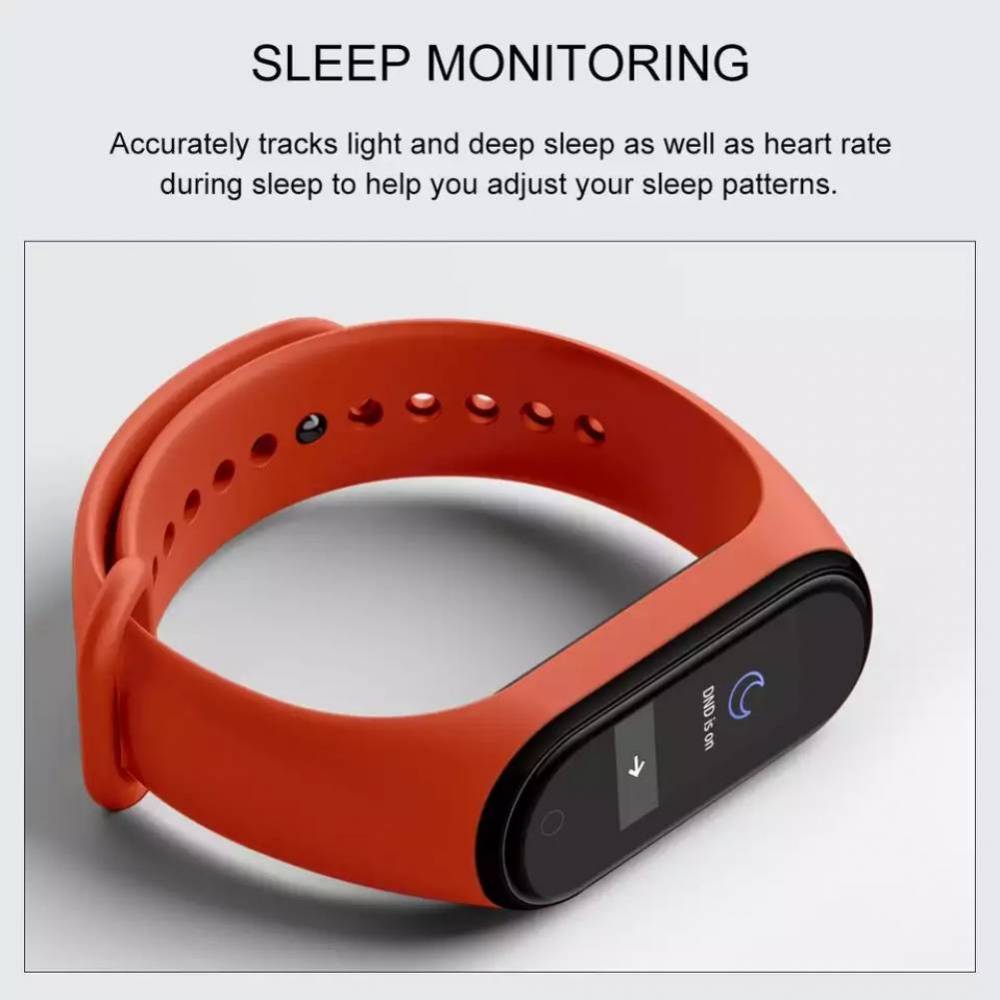 SLEEP MONITORING
Accurately tracks light and deep sleep as well as heart rate
during sleep to help you adjust your sleep patterns.
DND is on